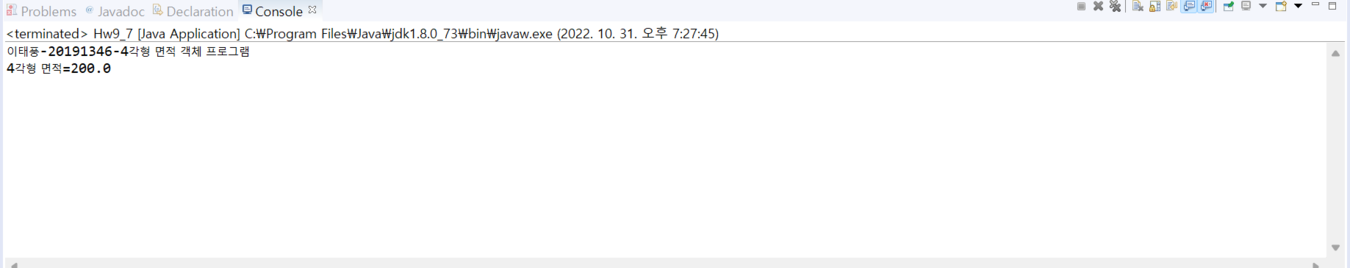 Problems Javadoc Declaration Console
<terminated> Hw9_7 [Java Application] C:₩Program Files₩Java₩jdk1.8.0_73₩bin₩javaw.exe (2022. 10. 31. 오후 7:27:45)
이태풍-20191346-4각형 면적 객체 프로그램
4각형 면적=200.0